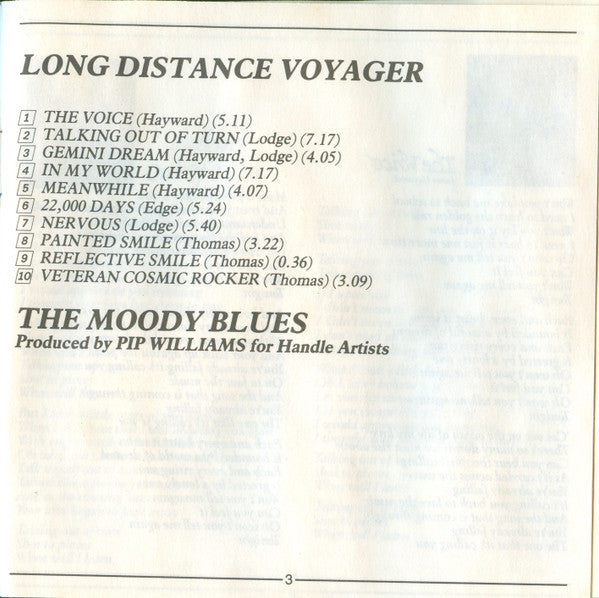 LONG DISTANCE VOYAGER
1 THE VOICE (Hayward) (5.11)
2 TALKING OUT OF TURN (Lodge) (7.17)
3 GEMINI DREAM (Hayward, Lodge) (4.05)
4 IN MY WORLD (Hayward) (7.17)
5 MEANWHILE (Hayward) (4.07)
6 22,000 DAYS (Edge) (5.24)
7 NERVOUS (Lodge) (5.40)
8 PAINTED SMILE (Thomas) (3.22)
9 REFLECTIVE SMILE (Thomas) (0.36)
10 VETERAN COSMIC ROCKER (Thomas) (3.09)
THE MOODY BLUES
Produced by PIP WILLIAMS for Handle Artists
3